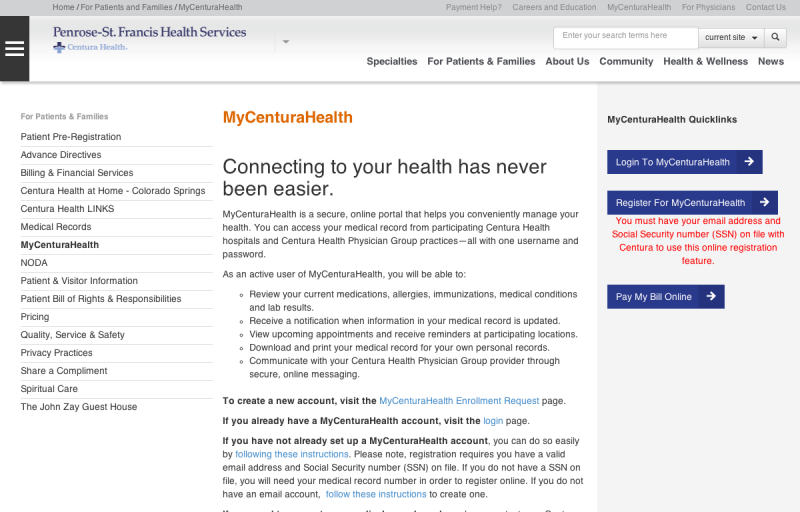 Home / For Patients and Families / MyCenturaHealth
Payment Help? Careers and Education MyCenturaHealth For Physicians Contact Us
Penrose-St. Francis Health Services
Centura Health.
Enter your search terms here
current site
Specialties For Patients & Families About Us Community Health & Wellness News
For Patients & Families
Patient Pre-Registration
Advance Directives
Billing & Financial Services
Centura Health at Home - Colorado Springs
Centura Health LINKS
Medical Records
MyCenturaHealth
NODA
Patient & Visitor Information
Patient Bill of Rights & Responsibilities
Pricing
Quality, Service & Safety
Privacy Practices
Share a Compliment
Spiritual Care
The John Zay Guest House
MyCenturaHealth
Connecting to your health has never
been easier.
MyCenturaHealth is a secure, online portal that helps you conveniently manage your
health. You can access your medical record from participating Centura Health
hospitals and Centura Health Physician Group practices—all with one username and
password.
As an active user of MyCenturaHealth, you will be able to:
Review your current medications, allergies, immunizations, medical conditions
and lab results.
Receive a notification when information in your medical record is updated.
View upcoming appointments and receive reminders at participating locations.
Download and print your medical record for your own personal records.
Communicate with your Centura Health Physician Group provider through
secure, online messaging.
To create a new account, visit the MyCenturaHealth Enrollment Request page.
If you already have a MyCenturaHealth account, visit the login page.
If you have not already set up a MyCenturaHealth account, you can do so easily
by following these instructions. Please note, registration requires you have a valid
email address and Social Security number (SSN) on file. If you do not have a SSN on
file, you will need your medical record number in order to register online. If you do not
have an email account, follow these instructions to create one.
MyCenturaHealth Quicklinks
Login To MyCenturaHealth
Register For MyCenturaHealth
You must have your email address and
Social Security number (SSN) on file with
Centura to use this online registration
feature.
Pay My Bill Online